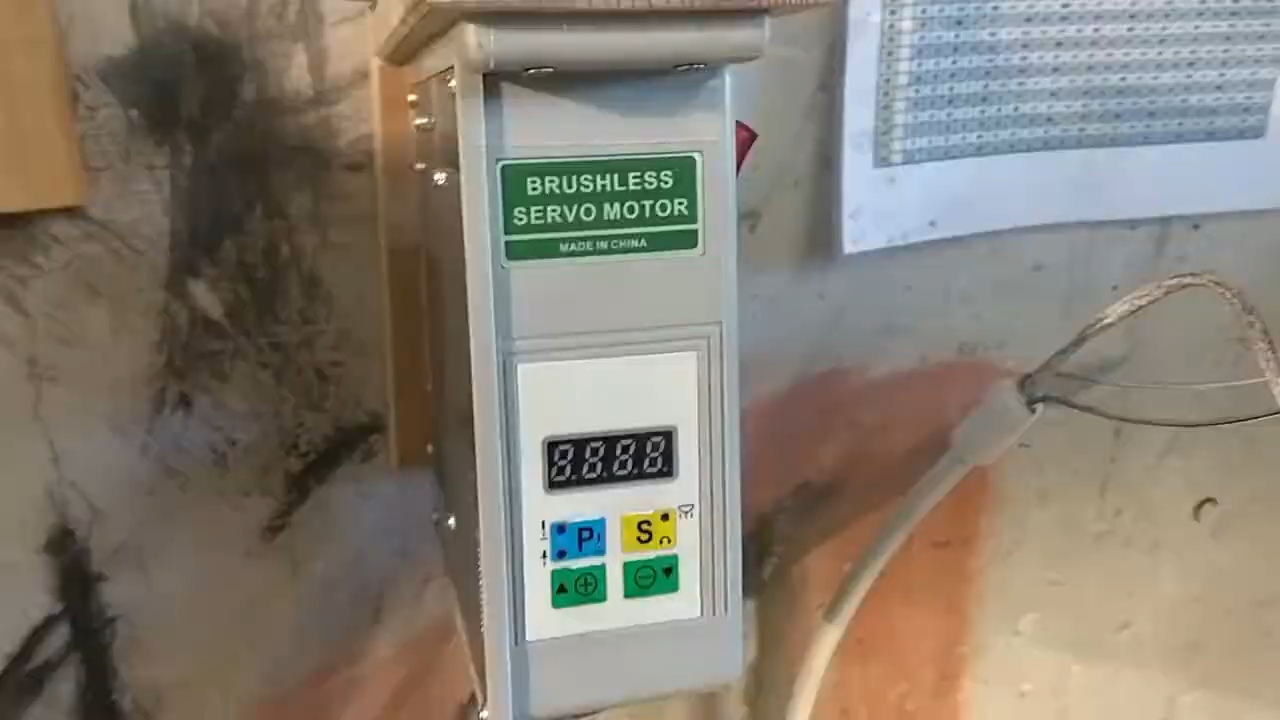 BRUSHLESS
SERVO MOTOR
MADE IN CHINA
8.8.8.8.
P
S